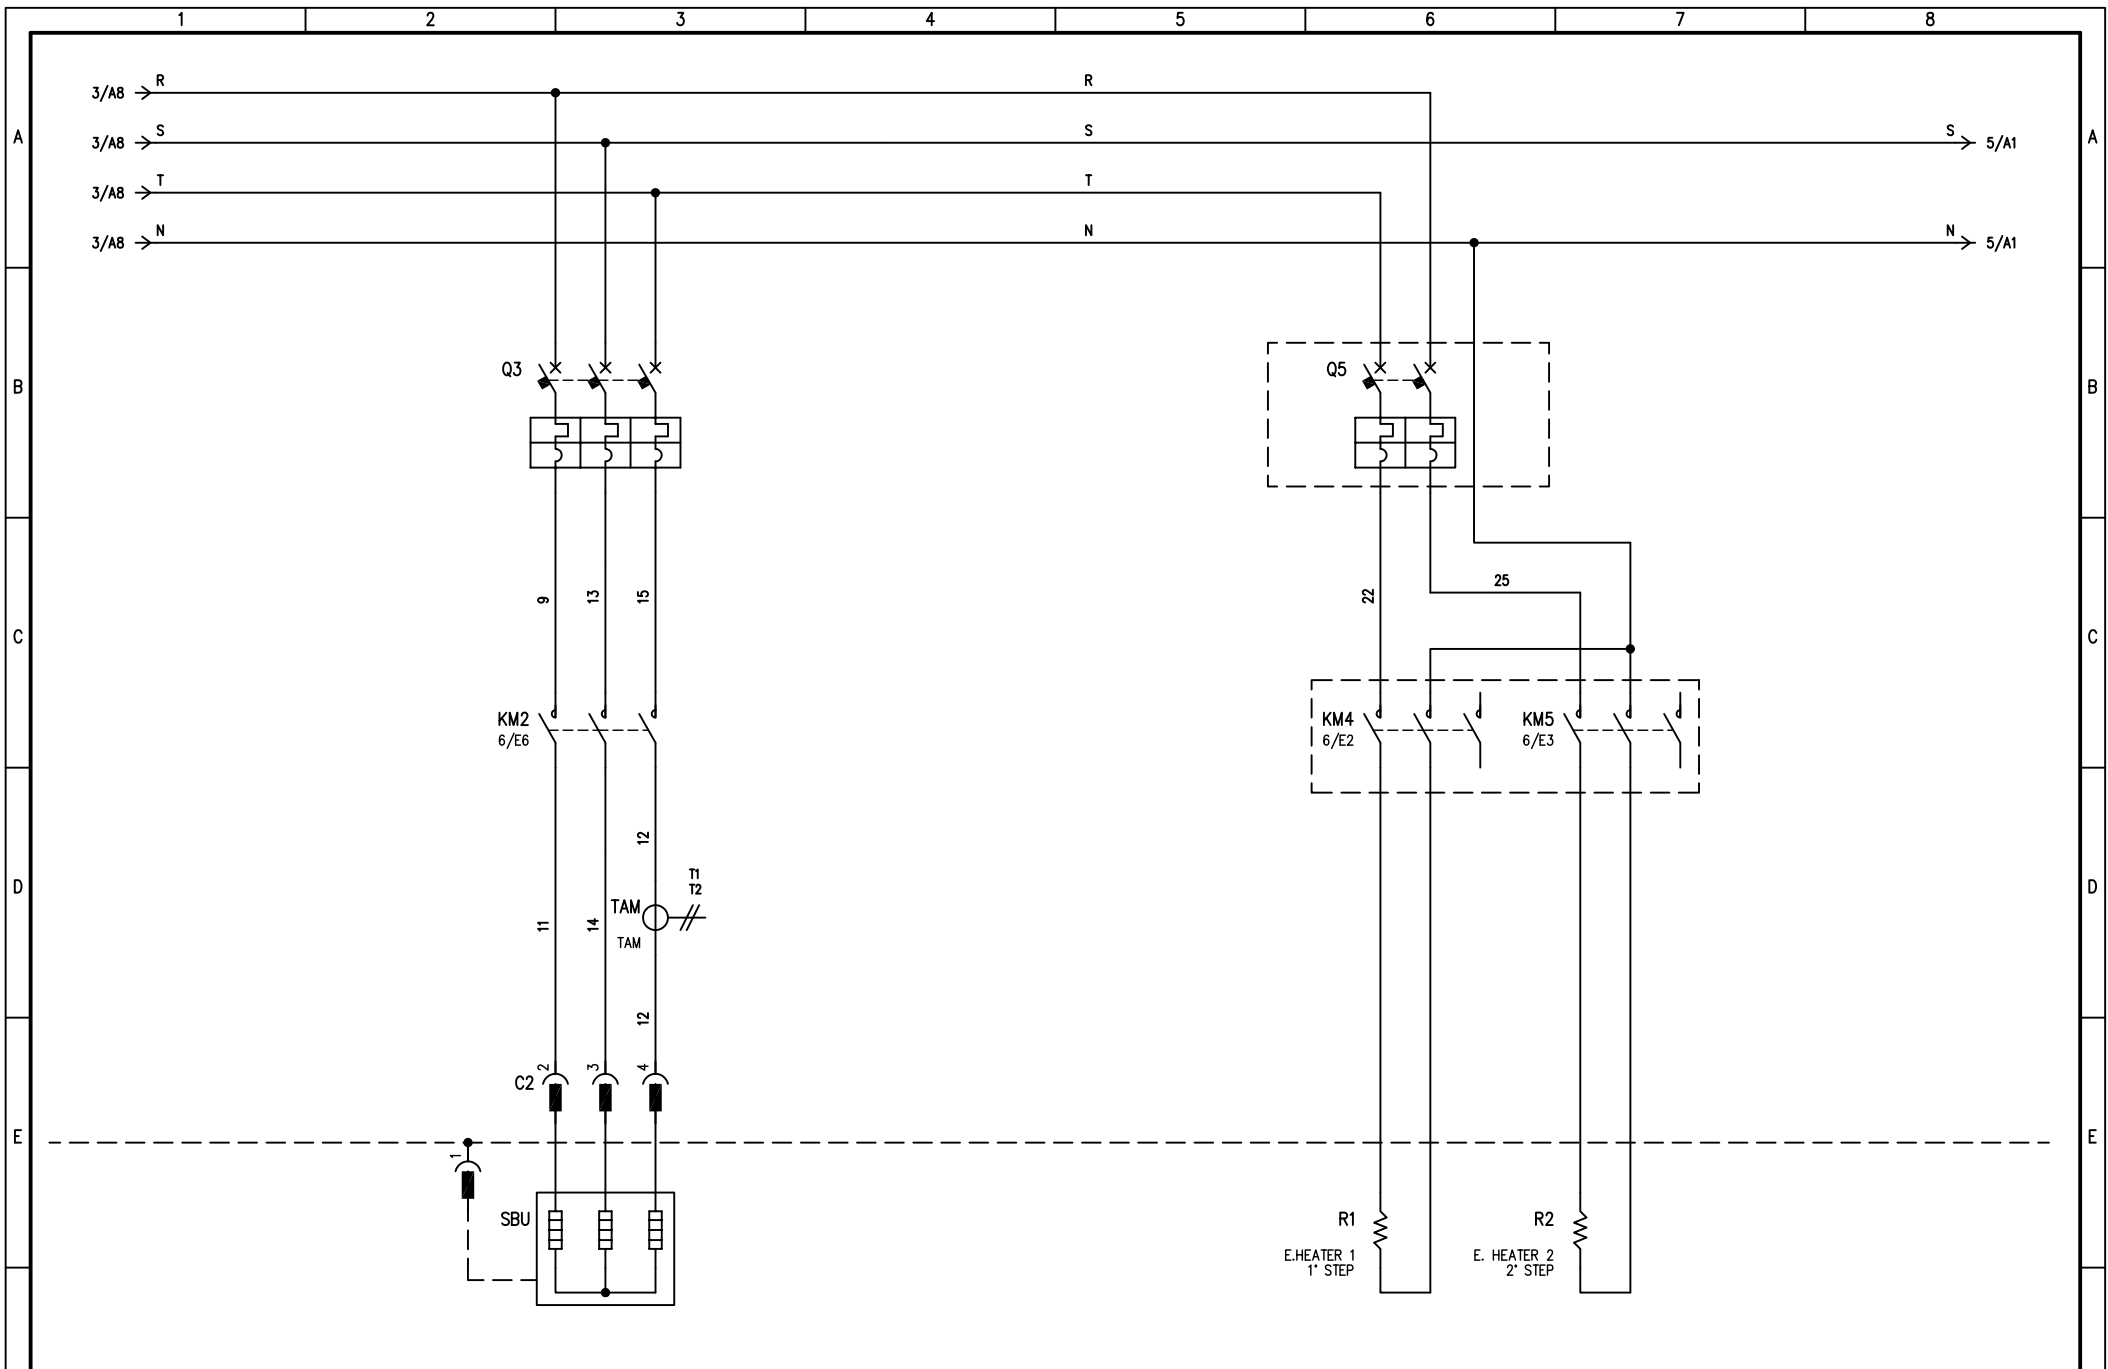 1 2 3 4 5 6 7 8
R R
3/A8
S S S
A 3/A8 5/A1 A
T T
3/A8
N N N
3/A8 5/A1
B Q3 Q5 B
25
9 13 15 22
C C
KM2 KM4 KM5
6/E6 6/E2 6/E3
12
T1
D T2 D
TAM
11 14
TAM
12
2 3 4
C2
E E
1
SBU R1 R2
E.HEATER 1 E. HEATER 2
1° STEP 2° STEP